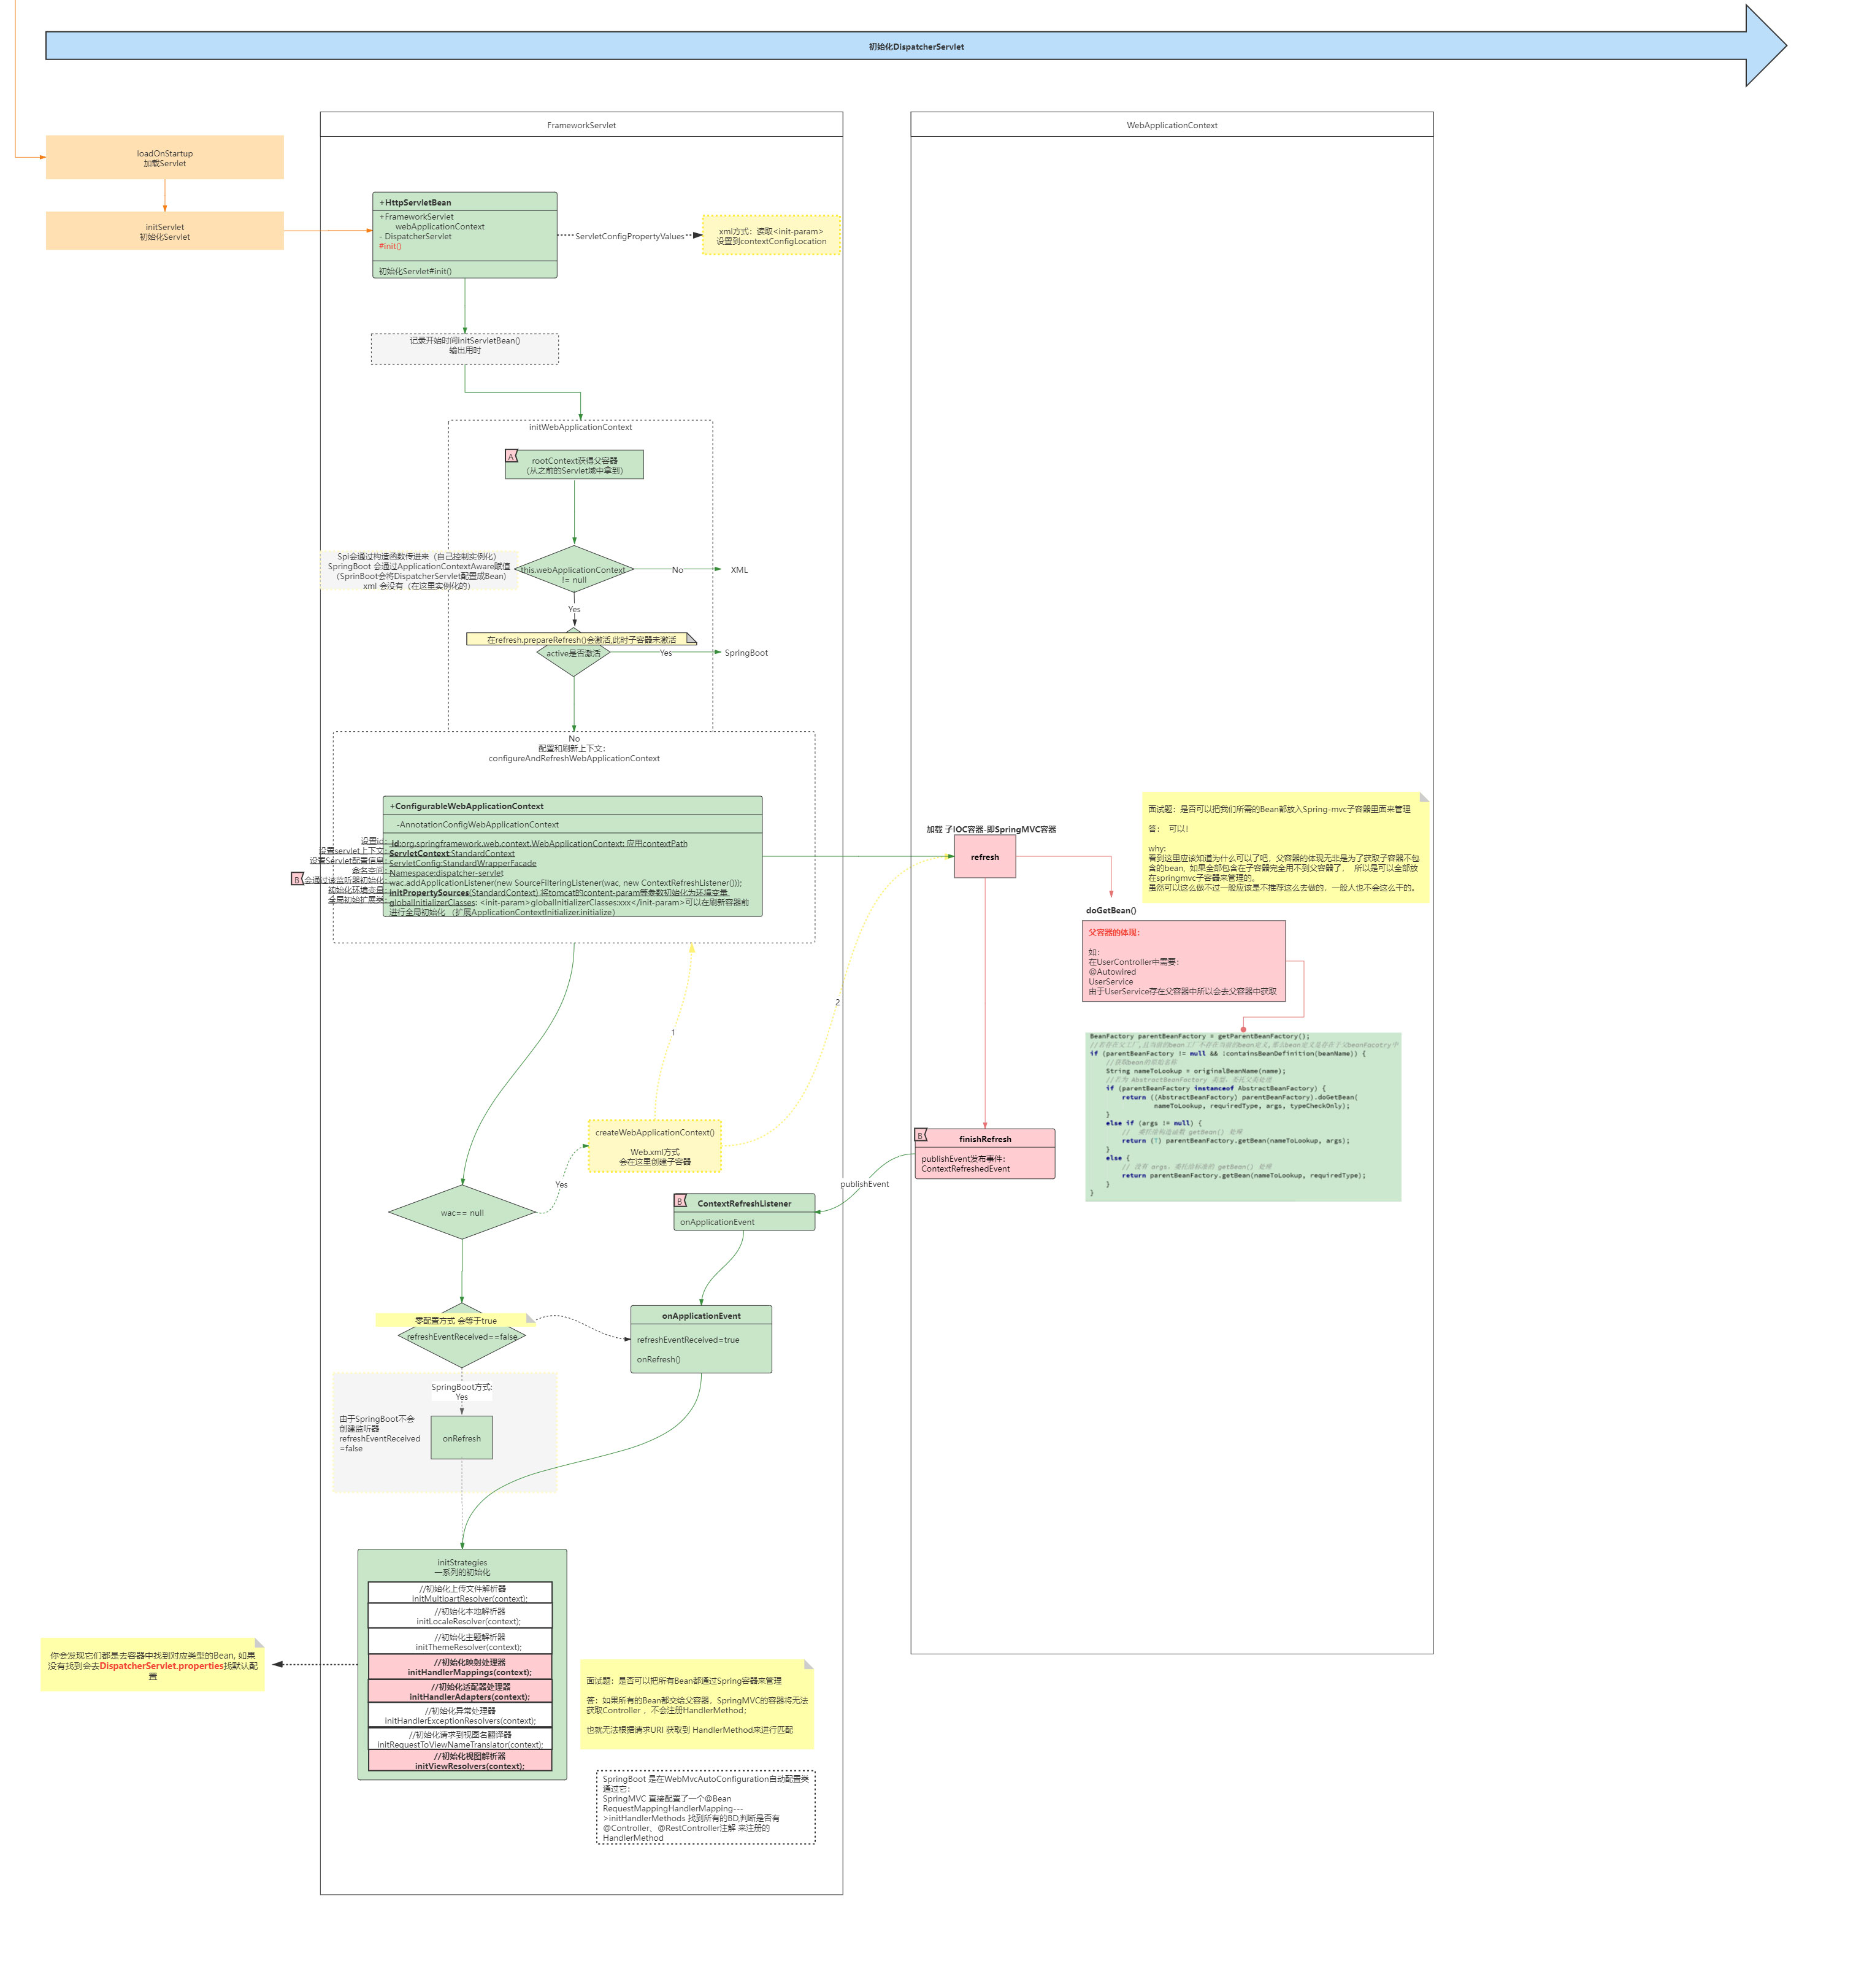 初始化DispatcherServlet
FrameworkServlet
WebApplicationContext
loadOnStartup
加载Servlet
initServlet
初始化Servlet
+HttpServletBean
+FrameworkServlet
webApplicationContext
- DispatcherServlet
#init()
初始化Servlet#init()
ServletConfigPropertyValues
xml方式：读取<init-param>
设置到contextConfigLocation
记录开始时间initServletBean()
输出用时
initWebApplicationContext
A
rootContext获得父容器
（从之前的Servlet域中拿到）
Spi会通过构造函数传进来（自己控制实例化）
SpringBoot 会通过ApplicationContextAware赋值
（SprinBoot会将DispatcherServlet配置成Bean)
xml 会没有（在这里实例化的）
this.webApplicationContext
!= null
No
XML
Yes
在refresh.prepareRefresh()会激活,此时子容器未激活
active是否激活
Yes
SpringBoot
No
配置和刷新上下文：
configureAndRefreshWebApplicationContext
+ConfigurableWebApplicationContext
-AnnotationConfigWebApplicationContext
设置id：
id:org.springframework.web.context.WebApplicationContext: 应用contextPath
设置servlet上下文：
ServletContext:StandardContext
设置Servlet配置信息：
ServletConfig:StandardWrapperFacade
命名空间：
Namespace:dispatcher-servlet
B
会通过该监听器初始化：
wac.addApplicationListener(new SourceFilteringListener(wac, new ContextRefreshListener()));
初始化环境变量：
initPropertySources(StandardContext) 将tomcat的content-param等参数初始化为环境变量
全局初始扩展类：
globalInitializerClasses: <init-param>globalInitializerClasses:xxx</init-param>可以在刷新容器前
进行全局初始化 （扩展ApplicationContextInitializer.initialize）
加载 子IOC容器-即SpringMVC容器
refresh
面试题：是否可以把我们所需的Bean都放入Spring-mvc子容器里面来管理
答： 可以！
why:
看到这里应该知道为什么可以了吧，父容器的体现无非是为了获取子容器不包
含的bean, 如果全部包含在子容器完全用不到父容器了， 所以是可以全部放
在springmvc子容器来管理的。
虽然可以这么做不过一般应该是不推荐这么去做的，一般人也不会这么干的。
doGetBean()
父容器的体现：
如：
在UserController中需要：
@Autowired
UserService
由于UserService存在父容器中所以会去父容器中获取
BeanFactory parentBeanFactory = getParentBeanFactory();
if (parentBeanFactory != null && !containsBeanDefinition(beanName)) {
String nameToLookup = originalBeanName(name);
if (parentBeanFactory instanceof AbstractBeanFactory) {
return ((AbstractBeanFactory) parentBeanFactory).doGetBean(
nameToLookup, requiredType, args, typeCheckOnly);
}
else if (args != null) {
return (T) parentBeanFactory.getBean(nameToLookup, args);
}
else {
return parentBeanFactory.getBean(nameToLookup, requiredType);
}
}
1
2
createWebApplicationContext()
Web.xml方式
会在这里创建子容器
B
finishRefresh
publishEvent发布事件：
ContextRefreshedEvent
publishEvent
Yes
wac== null
B
ContextRefreshListener
onApplicationEvent
零配置方式 会等于true
refreshEventReceived==false
onApplicationEvent
refreshEventReceived=true
onRefresh()
SpringBoot方式:
Yes
由于SpringBoot不会
创建监听器
refreshEventReceived
=false
onRefresh
initStrategies
一系列的初始化
//初始化上传文件解析器
initMultipartResolver(context);
//初始化本地解析器
initLocaleResolver(context);
//初始化主题解析器
initThemeResolver(context);
//初始化映射处理器
initHandlerMappings(context);
//初始化适配器处理器
initHandlerAdapters(context);
//初始化异常处理器
initHandlerExceptionResolvers(context);
//初始化请求到视图名翻译器
initRequestToViewNameTranslator(context);
//初始化视图解析器
initViewResolvers(context);
你会发现它们都是去容器中找到对应类型的Bean, 如果
没有找到会去DispatcherServlet.properties找默认配
置
面试题：是否可以把所有Bean都通过Spring容器来管理
答：如果所有的Bean都交给父容器，SpringMVC的容器将无法
获取Controller ，不会注册HandlerMethod；
也就无法根据请求URI 获取到 HandlerMethod来进行匹配
SpringBoot 是在WebMvcAutoConfiguration自动配置类
通过它：
SpringMVC 直接配置了一个@Bean
RequestMappingHandlerMapping---
>initHandlerMethods 找到所有的BD,判断是否有
@Controller、@RestController注解 来注册的
HandlerMethod